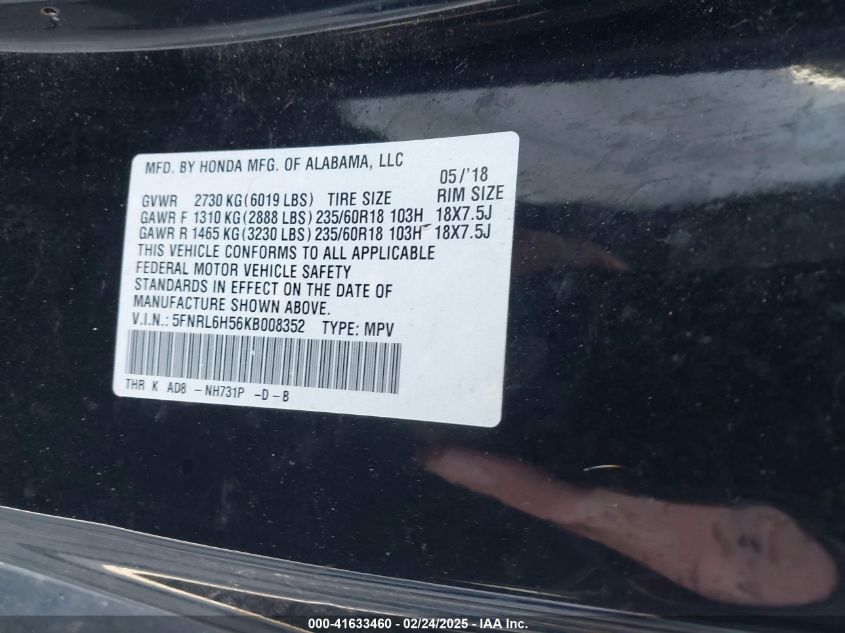 MFD. BY HONDA MFG. OF ALABAMA, LLC 05/'18
GVWR 2730 KG(6019 LBS) TIRE SIZE RIM SIZE
GAWR F 1310 KG(2888 LBS) 235/60R18 103H 18X7.5J
GAWR R 1465 KG(3230 LBS) 235/60R18 103H 18X7.5J
THIS VEHICLE CONFORMS TO ALL APPLICABLE
FEDERAL MOTOR VEHICLE SAFETY
STANDARDS IN EFFECT ON THE DATE OF
MANUFACTURE SHOWN ABOVE.
V.I.N.: 5FNRL6H56KB008352 TYPE: MPV
THR K AD8 -NH731P -D-B
000-41633460 - 02/24/2025 - IAA Inc.